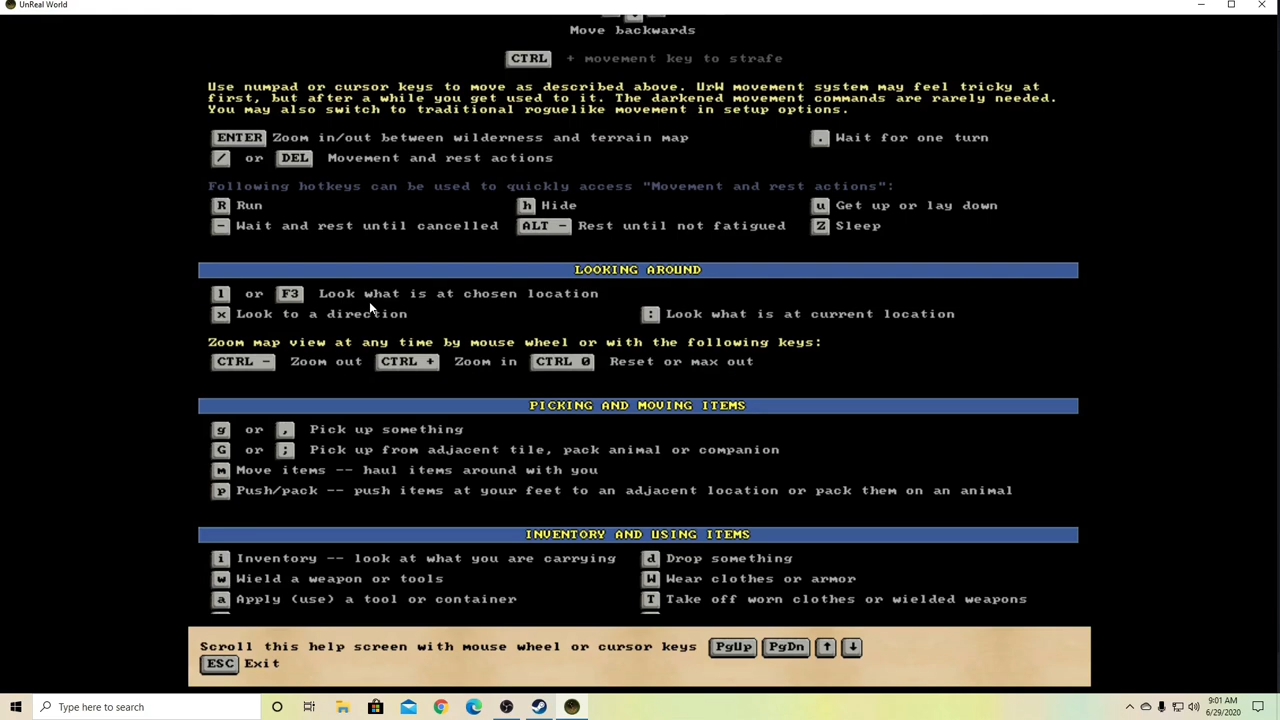 UnReal World
Move backwards
CTRL + movement key to strafe
Use numpad or cursor keys to move as described above. UrW movement system may feel tricky at
first, but after a while you get used to it. The darkened movement commands are rarely needed.
You may also switch to traditional roguelike movement in setup options.
ENTER Zoom in/out between wilderness and terrain map . Wait for one turn
/ or DEL Movement and rest actions
Following hotkeys can be used to quickly access "Movement and rest actions":
R Run h Hide u Get up or lay down
- Wait and rest until cancelled ALT - Rest until not fatigued Z Sleep
LOOKING AROUND
l or F3 Look what is at chosen location
x Look to a direction : Look what is at current location
Zoom map view at any time by mouse wheel or with the following keys:
CTRL - Zoom out CTRL + Zoom in CTRL 0 Reset or max out
PICKING AND MOVING ITEMS
g or , Pick up something
G or ; Pick up from adjacent tile, pack animal or companion
m Move items -- haul items around with you
p Push/pack -- push items at your feet to an adjacent location or pack them on an animal
INVENTORY AND USING ITEMS
i Inventory -- look at what you are carrying d Drop something
w Wield a weapon or tools W Wear clothes or armor
a Apply (use) a tool or container T Take off worn clothes or wielded weapons
Scroll this help screen with mouse wheel or cursor keys PgUp PgDn ↑ ↓
ESC Exit
Type here to search
9:01 AM
6/29/2020